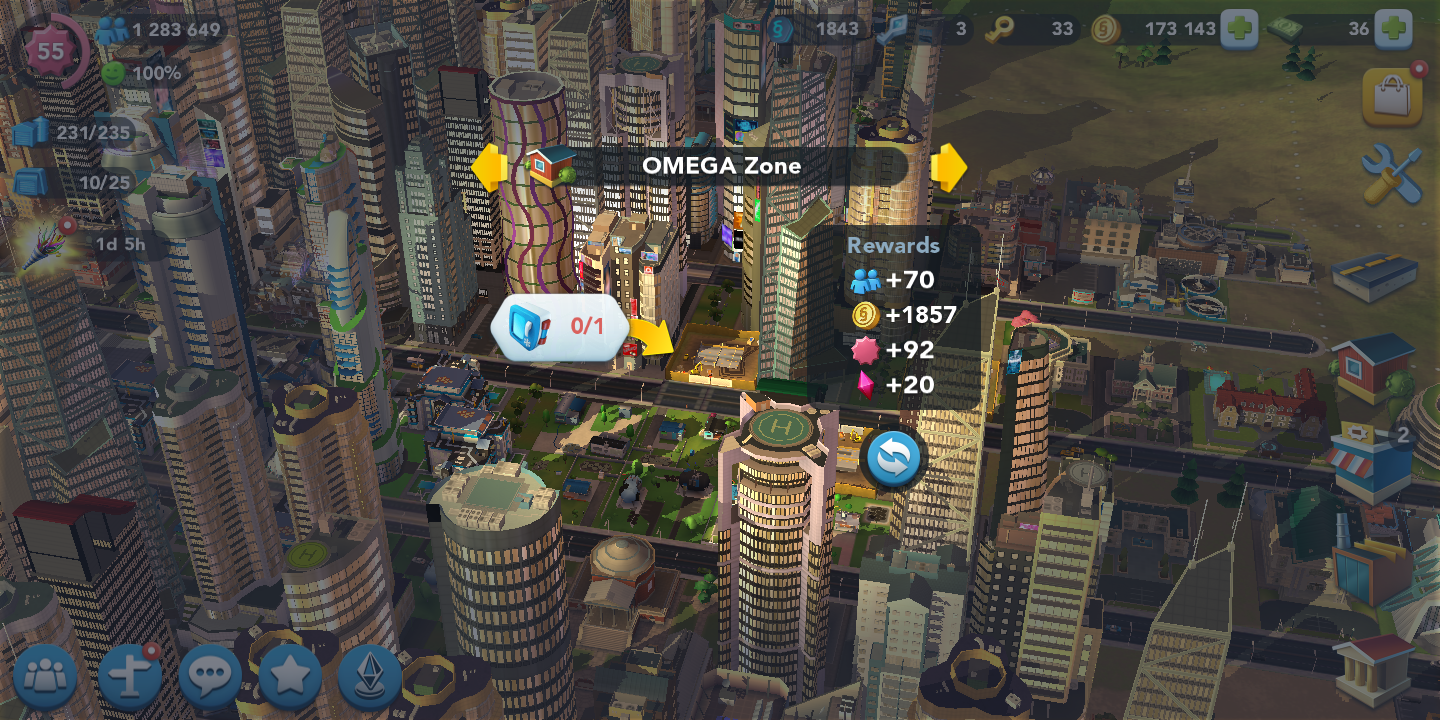 55
1 283 649
1843
3
33
173 143
36
100%
231/235
10/25
OMEGA Zone
1d 5h
Rewards
+70
0/1
+1857
+92
+20
H
2
H